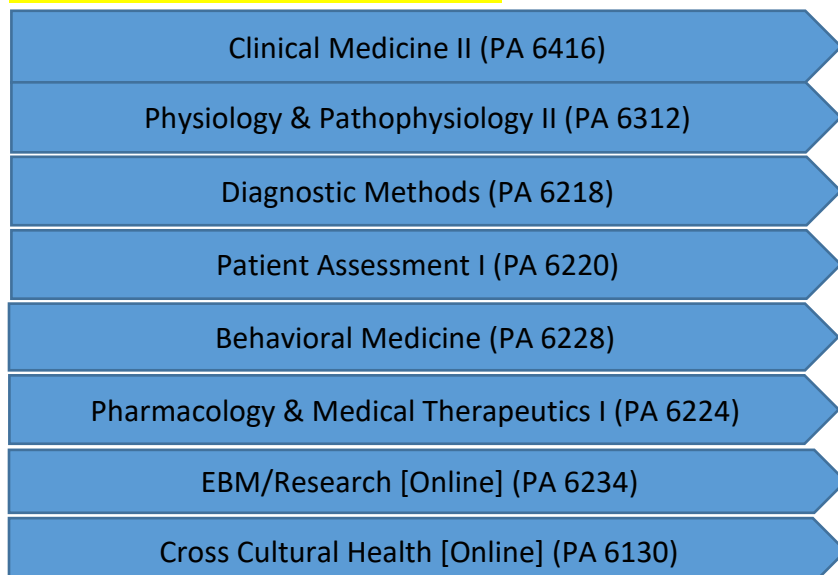 Clinical Medicine II (PA 6416)
Physiology & Pathophysiology II (PA 6312)
Diagnostic Methods (PA 6218)
Patient Assessment I (PA 6220)
Behavioral Medicine (PA 6228)
Pharmacology & Medical Therapeutics I (PA 6224)
EBM/Research [Online] (PA 6234)
Cross Cultural Health [Online] (PA 6130)